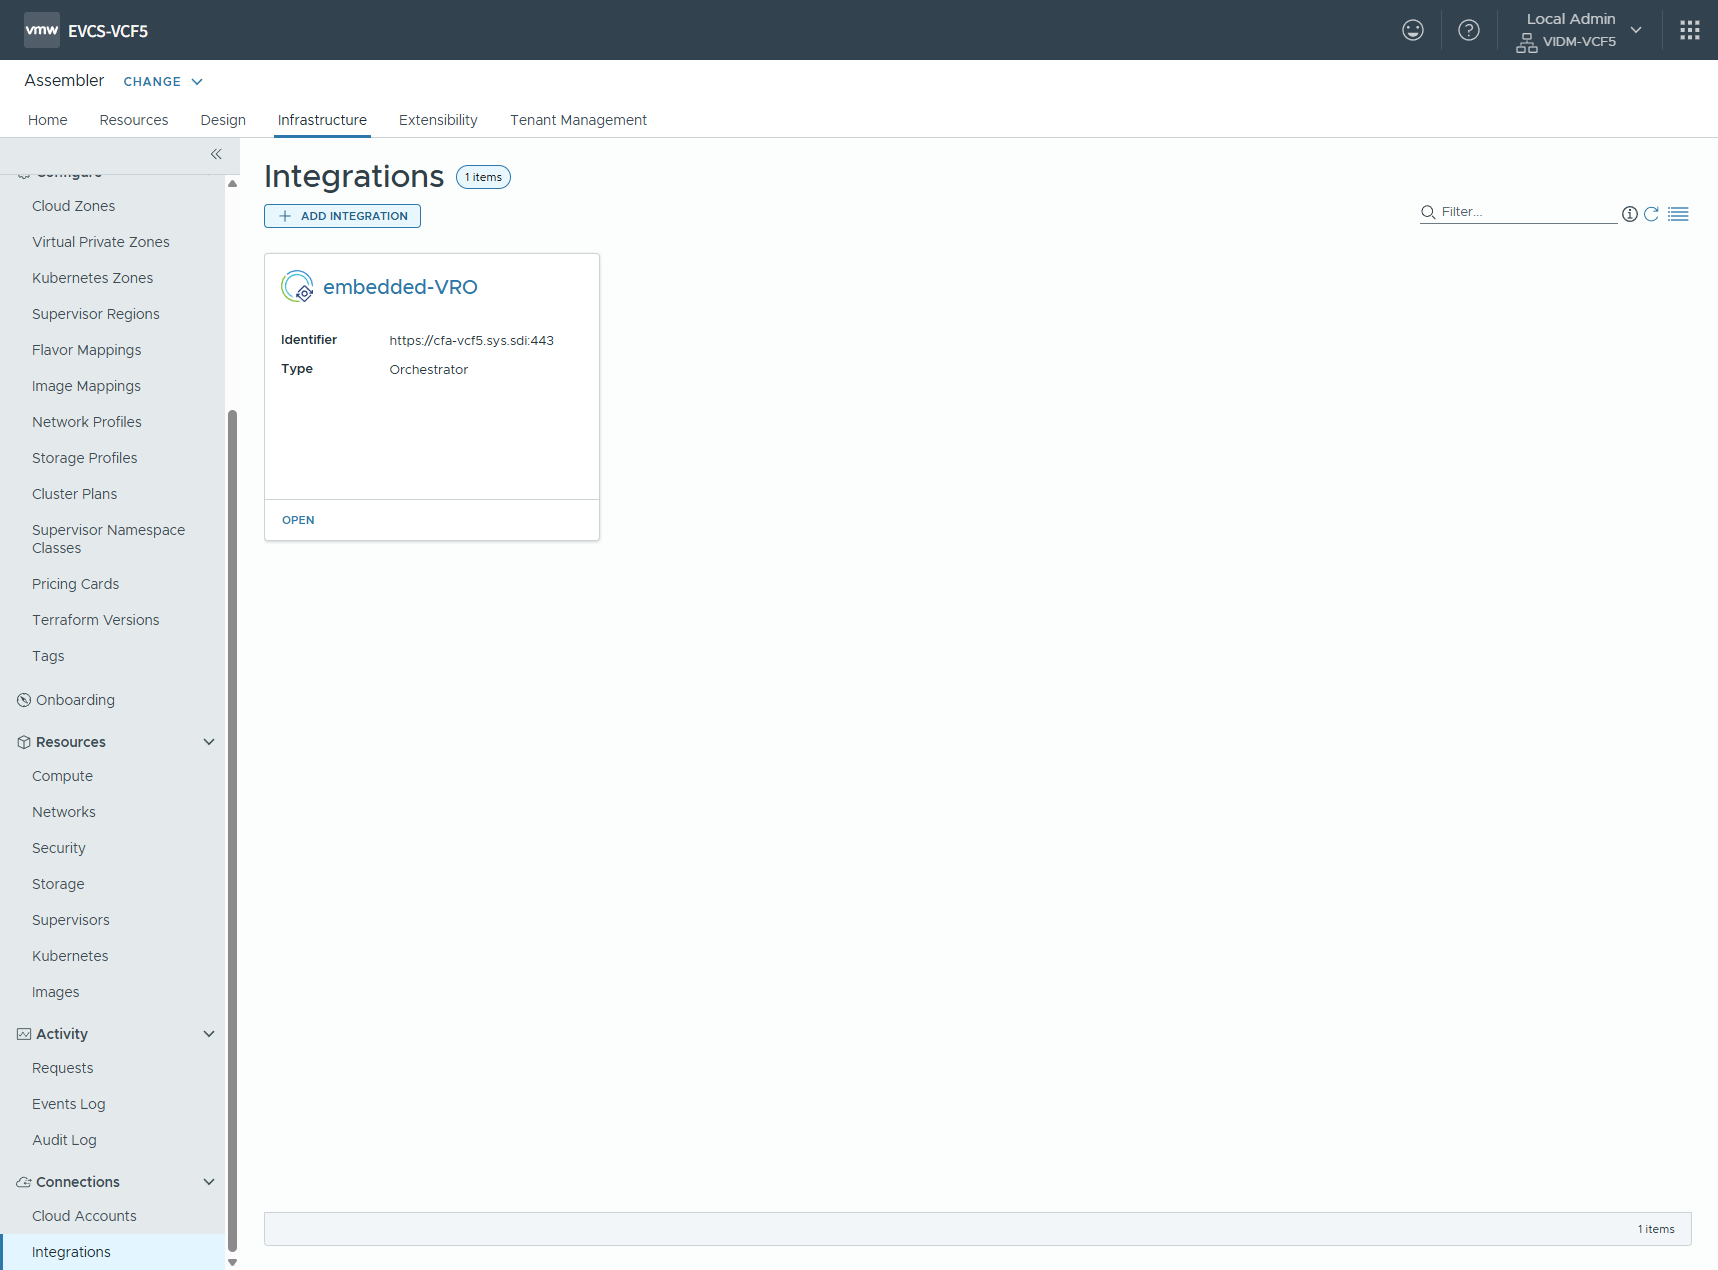 vmw EVCS-VCF5
Local Admin
VIDM-VCF5
Assembler CHANGE
Home Resources Design Infrastructure Extensibility Tenant Management
Configure
Cloud Zones
Virtual Private Zones
Kubernetes Zones
Supervisor Regions
Flavor Mappings
Image Mappings
Network Profiles
Storage Profiles
Cluster Plans
Supervisor Namespace
Classes
Pricing Cards
Terraform Versions
Tags
Onboarding
Resources
Compute
Networks
Security
Storage
Supervisors
Kubernetes
Images
Activity
Requests
Events Log
Audit Log
Connections
Cloud Accounts
Integrations
Integrations 1 items
ADD INTEGRATION
Filter...
embedded-VRO
Identifier https://cfa-vcf5.sys.sdi:443
Type Orchestrator
OPEN
1 items